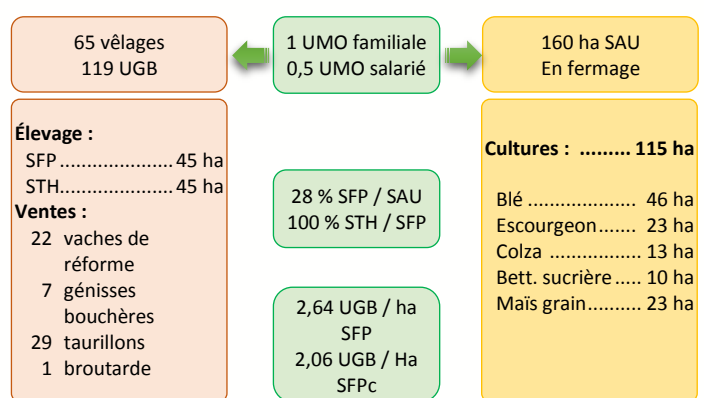 65 vêlages
119 UGB
1 UMO familiale
0,5 UMO salarié
160 ha SAU
En fermage
Élevage :
SFP ...................... 45 ha
STH...................... 45 ha
Ventes :
22 vaches de
réforme
7 génisses
bouchères
29 taurillons
1 broutarde
28 % SFP / SAU
100 % STH / SFP
2,64 UGB / ha
SFP
2,06 UGB / Ha
SFPc
Cultures : ......... 115 ha
Blé .................... 46 ha
Escourgeon....... 23 ha
Colza ................. 13 ha
Bett. sucrière ... 10 ha
Maïs grain.......... 23 ha